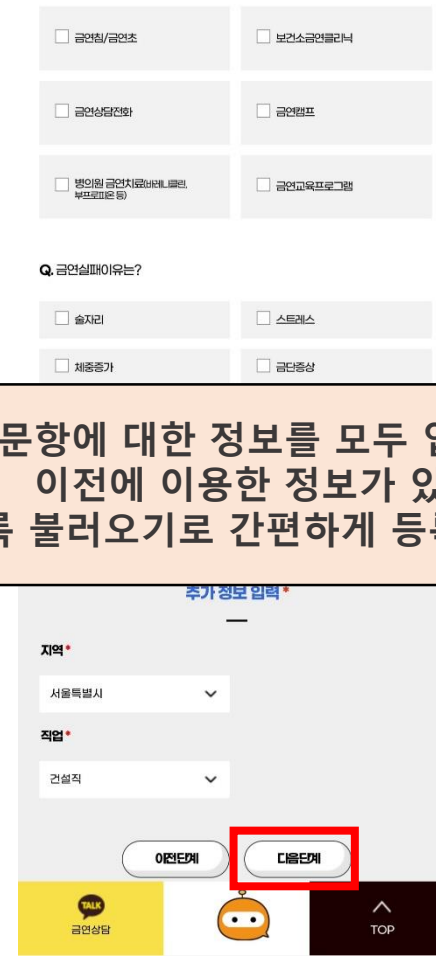 금연침/금연초
보건소금연클리닉
금연상담전화
금연캠프
병의원 금연치료(바레니클린,
부프로피온 등)
금연교육프로그램
Q. 금연실패이유는?
술자리
스트레스
체중증가
금단증상
문항에 대한 정보를 모두
이전에 이용한 정보가 있
록 불러오기로 간편하게 등록
추가 정보 입력 *
지역 *
서울특별시
직업 *
건설직
이전단계
다음단계
TALK
금연상담
TOP